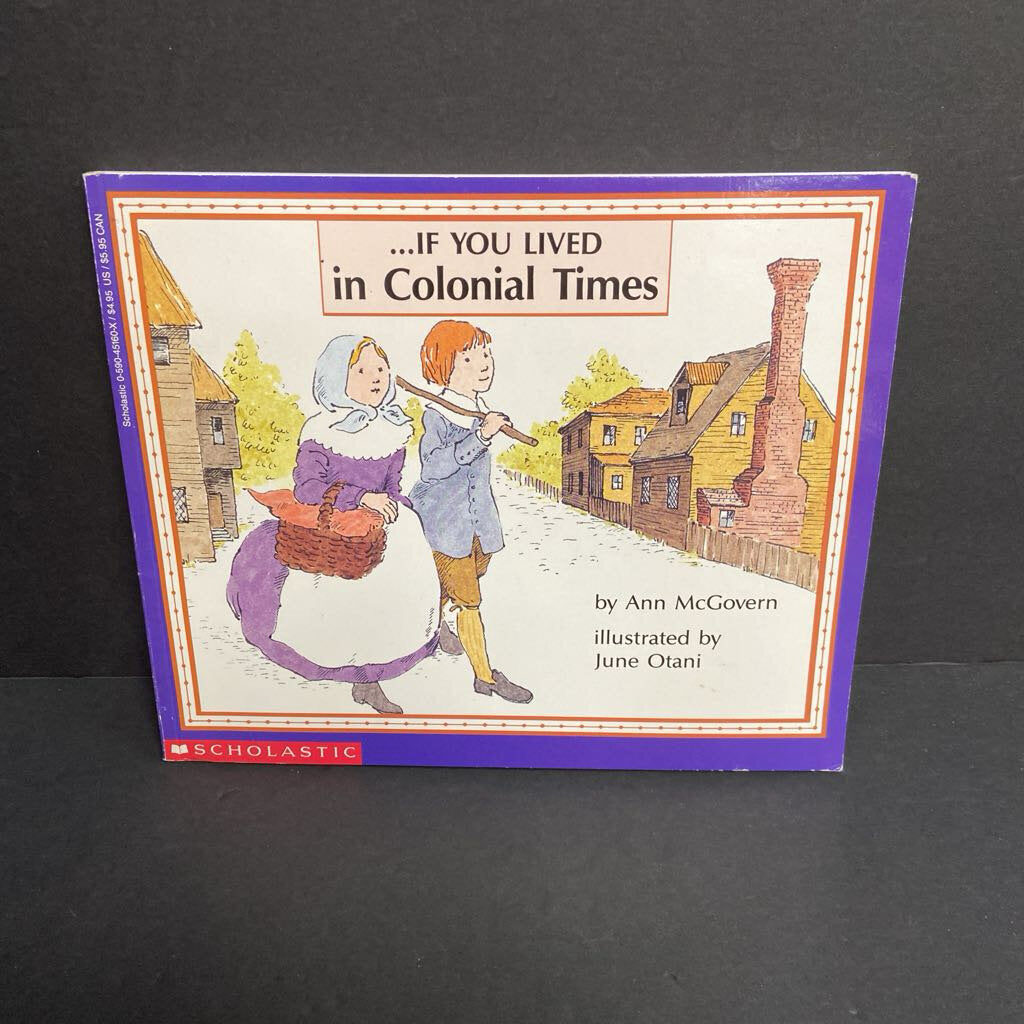 ...IF YOU LIVED
in Colonial Times
by Ann McGovern
illustrated by
June Otani
SCHOLASTIC
Scholastic 0-590-45160-X / $4.95 US / $5.95 CAN